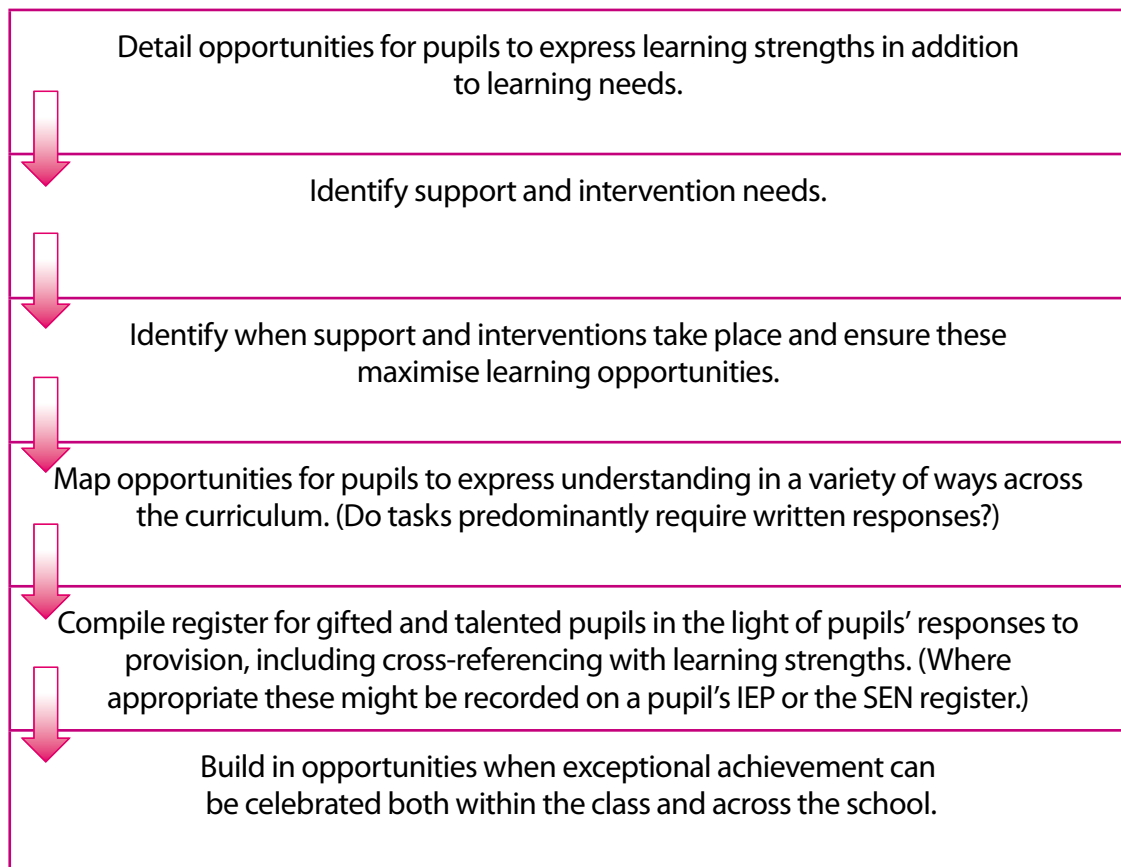 Detail opportunities for pupils to express learning strengths in addition
to learning needs.
Identify support and intervention needs.
Identify when support and interventions take place and ensure these
maximise learning opportunities.
Map opportunities for pupils to express understanding in a variety of ways across
the curriculum. (Do tasks predominantly require written responses?)
Compile register for gifted and talented pupils in the light of pupils’ responses to
provision, including cross-referencing with learning strengths. (Where
appropriate these might be recorded on a pupil’s IEP or the SEN register.)
Build in opportunities when exceptional achievement can
be celebrated both within the class and across the school.